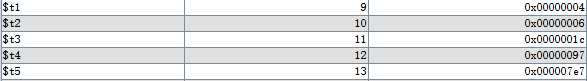 $t1 9 0x00000004
$t2 10 0x00000006
$t3 11 0x0000001c
$t4 12 0x00000097
$t5 13 0x000007e7